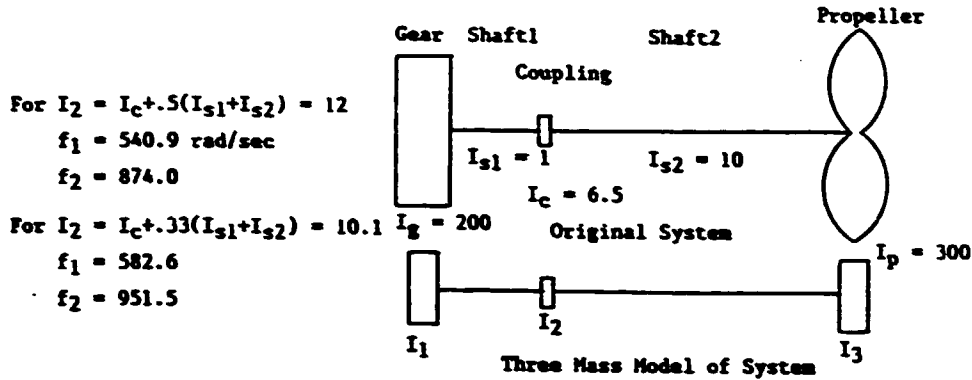 For I2 = Ic+.5(Is1+Is2) = 12
f1 = 540.9 rad/sec
f2 = 874.0
For I2 = Ic+.33(Is1+Is2) = 10.1
f1 = 582.6
f2 = 951.5
Propeller
Gear Shaft1 Shaft2
Coupling
Is1 = 1 Is2 = 10
Ic = 6.5
Ig = 200
Original System
Ip = 300
I2
I1 I3
Three Mass Model of System